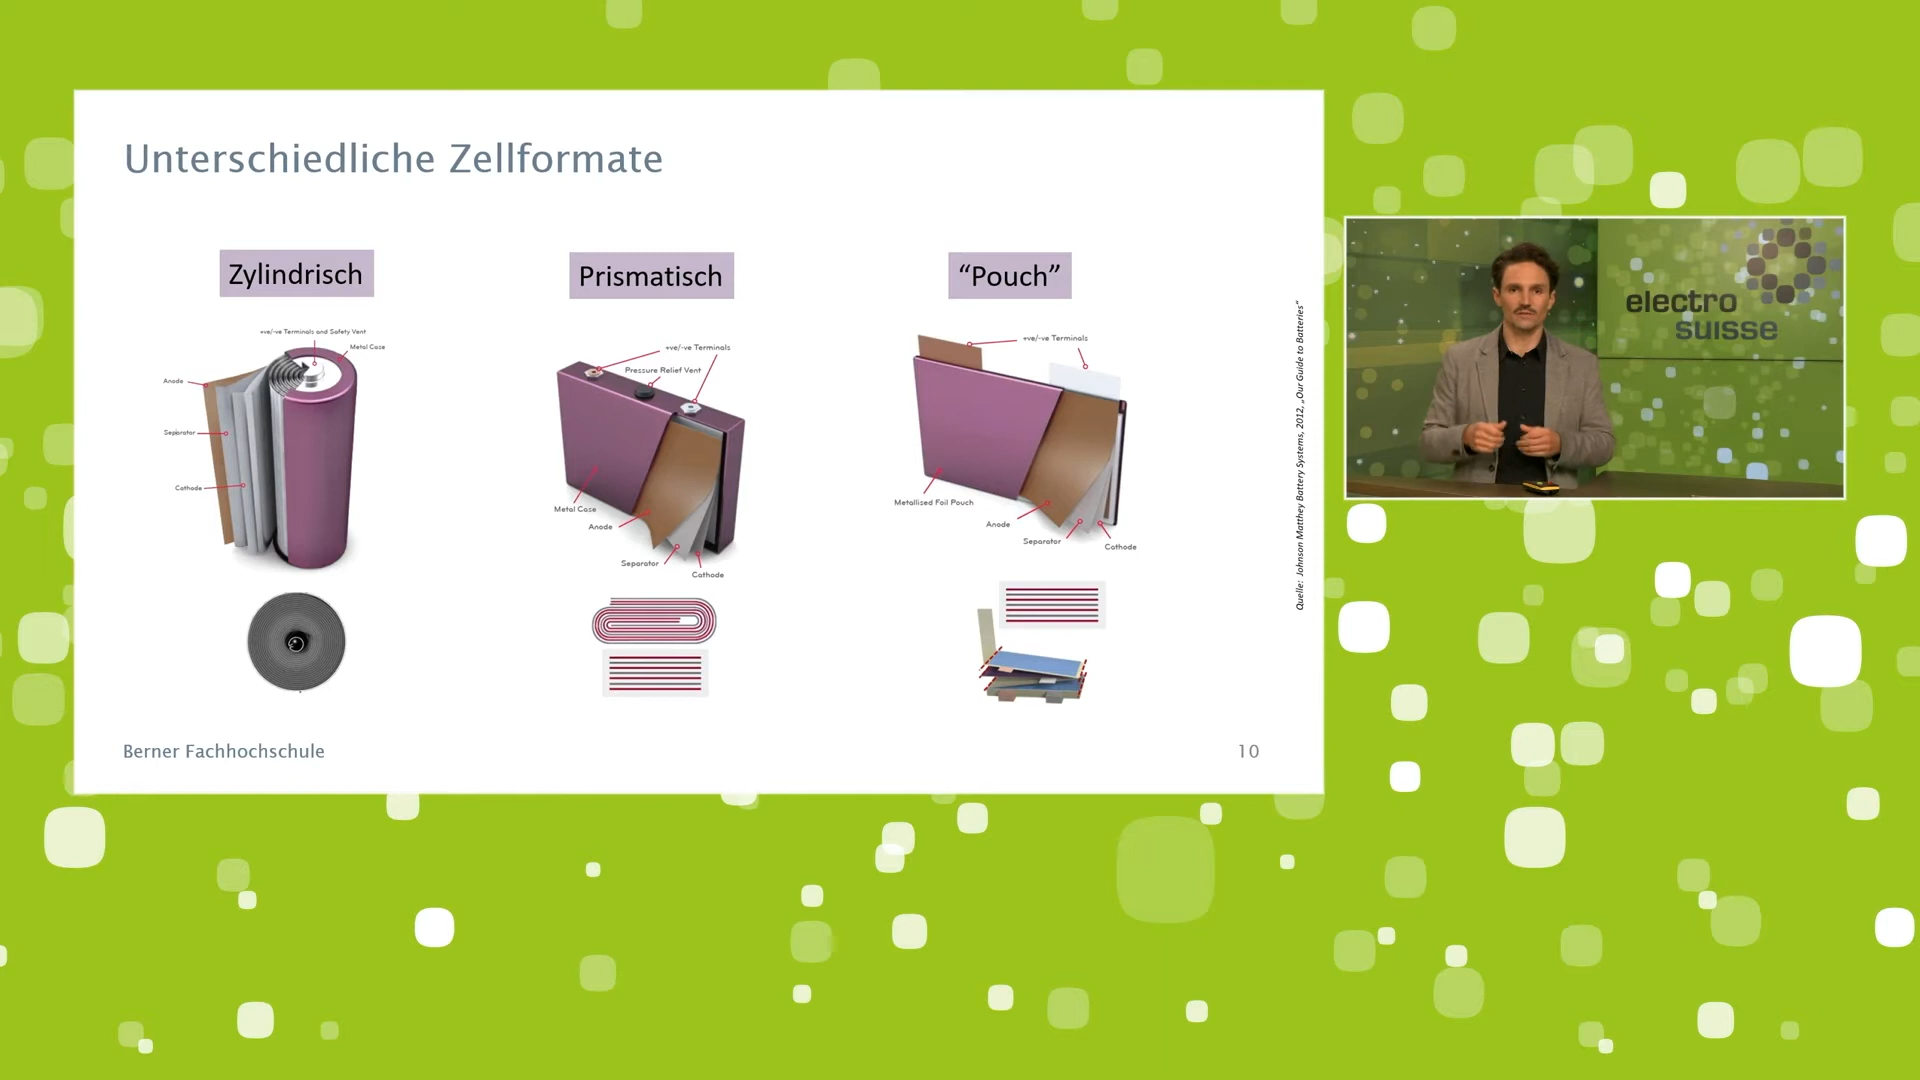 Unterschiedliche Zellformate
Zylindrisch
+ve/-ve Terminals and Safety Vent
Metal Case
Anode
Separator
Cathode
Prismatisch
+ve/-ve Terminals
Pressure Relief Vent
Metal Case
Anode
Separator
Cathode
“Pouch”
+ve/-ve Terminals
Metallised Foil Pouch
Anode
Separator
Cathode
Quelle: Johnson Matthey Battery Systems, 2012, „Our Guide to Batteries“
Berner Fachhochschule
10
electro
suisse